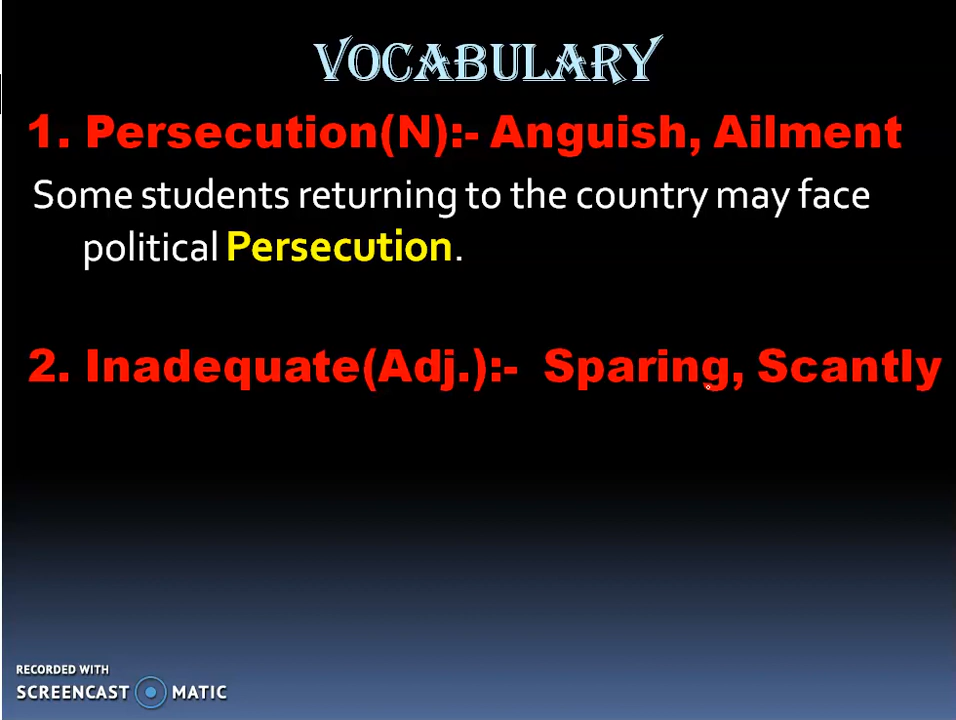 VOCABULARY
1. Persecution(N):- Anguish, Ailment
Some students returning to the country may face
political Persecution.
2. Inadequate(Adj.):- Sparing, Scantly
RECORDED WITH
SCREENCAST MATIC